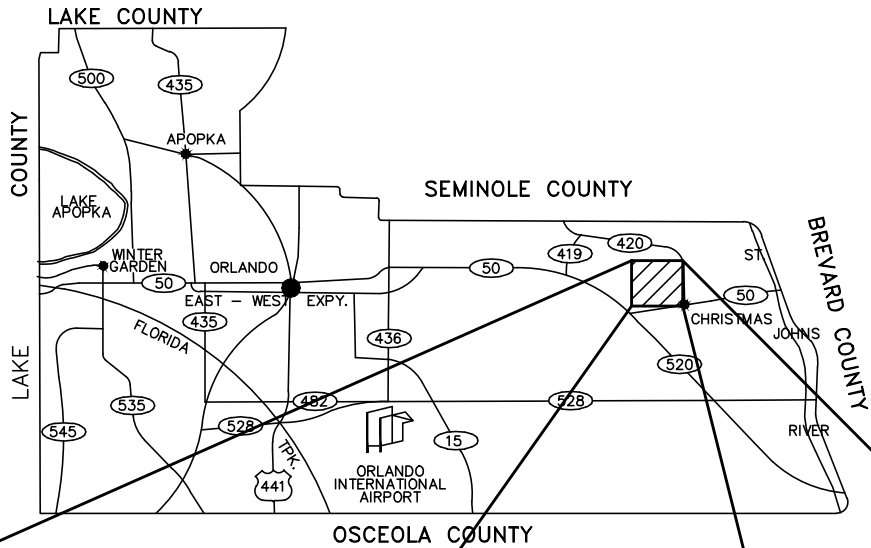 LAKE COUNTY
500
435
APOPKA
COUNTY
LAKE
APOPKA
SEMINOLE COUNTY
BREVARD COUNTY
WINTER
GARDEN
ORLANDO
419
420
ST.
50
50
50
EAST - WEST EXPY.
CHRISTMAS
JOHNS
435
FLORIDA
436
LAKE
520
535
482
528
528
545
15
RIVER
TPK.
441
ORLANDO
INTERNATIONAL
AIRPORT
OSCEOLA COUNTY